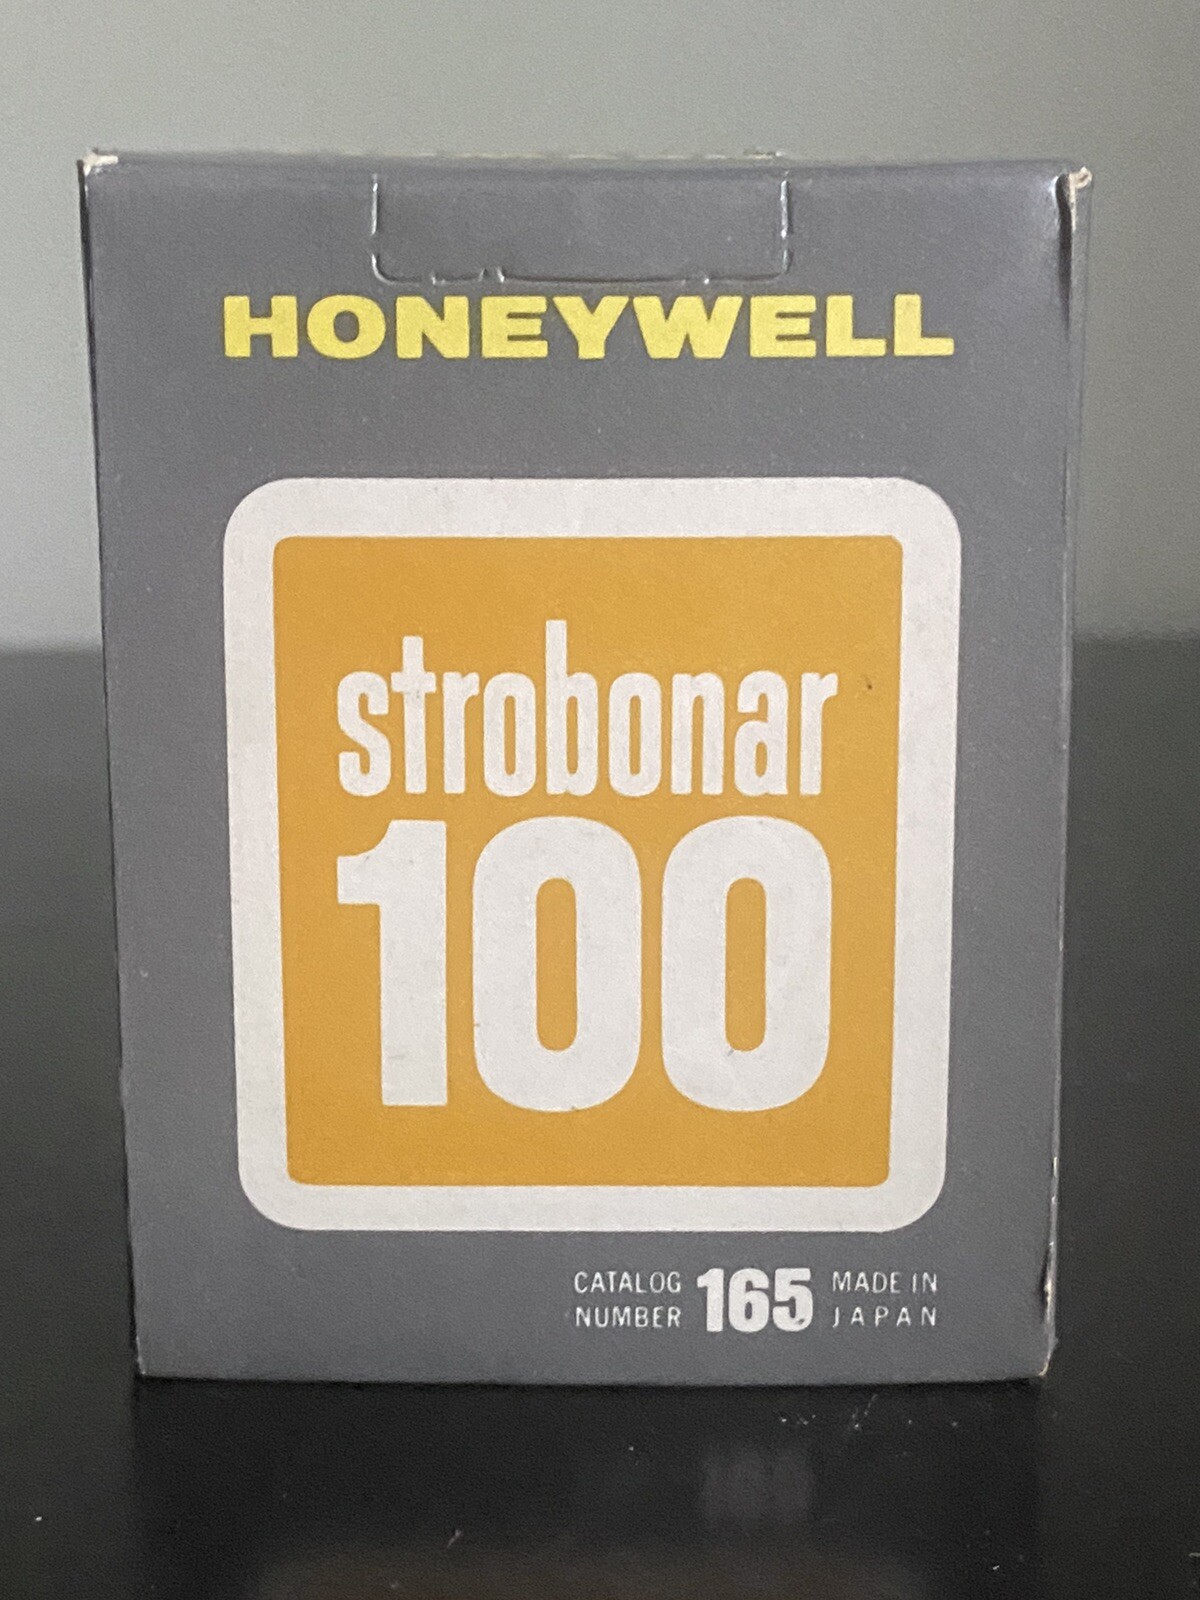 HONEYWELL
strobonar
100
CATALOG NUMBER 165 MADE IN JAPAN